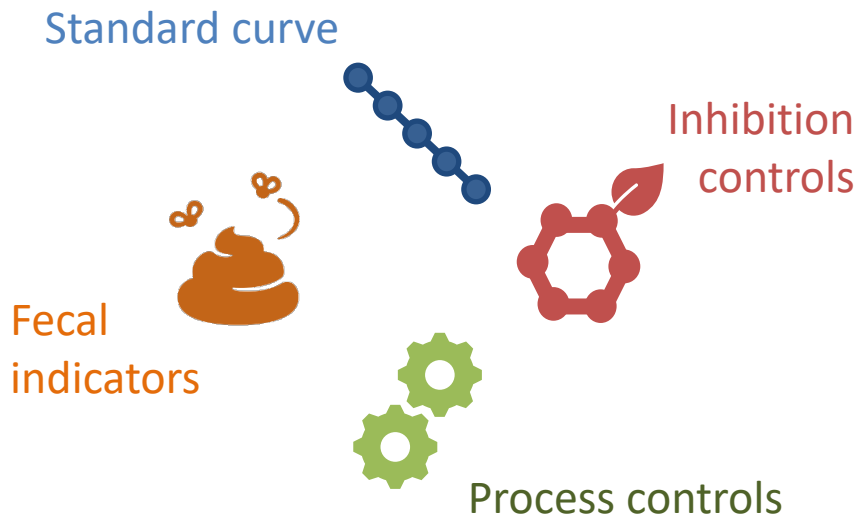 Standard curve
Inhibition
controls
Fecal
indicators
Process controls